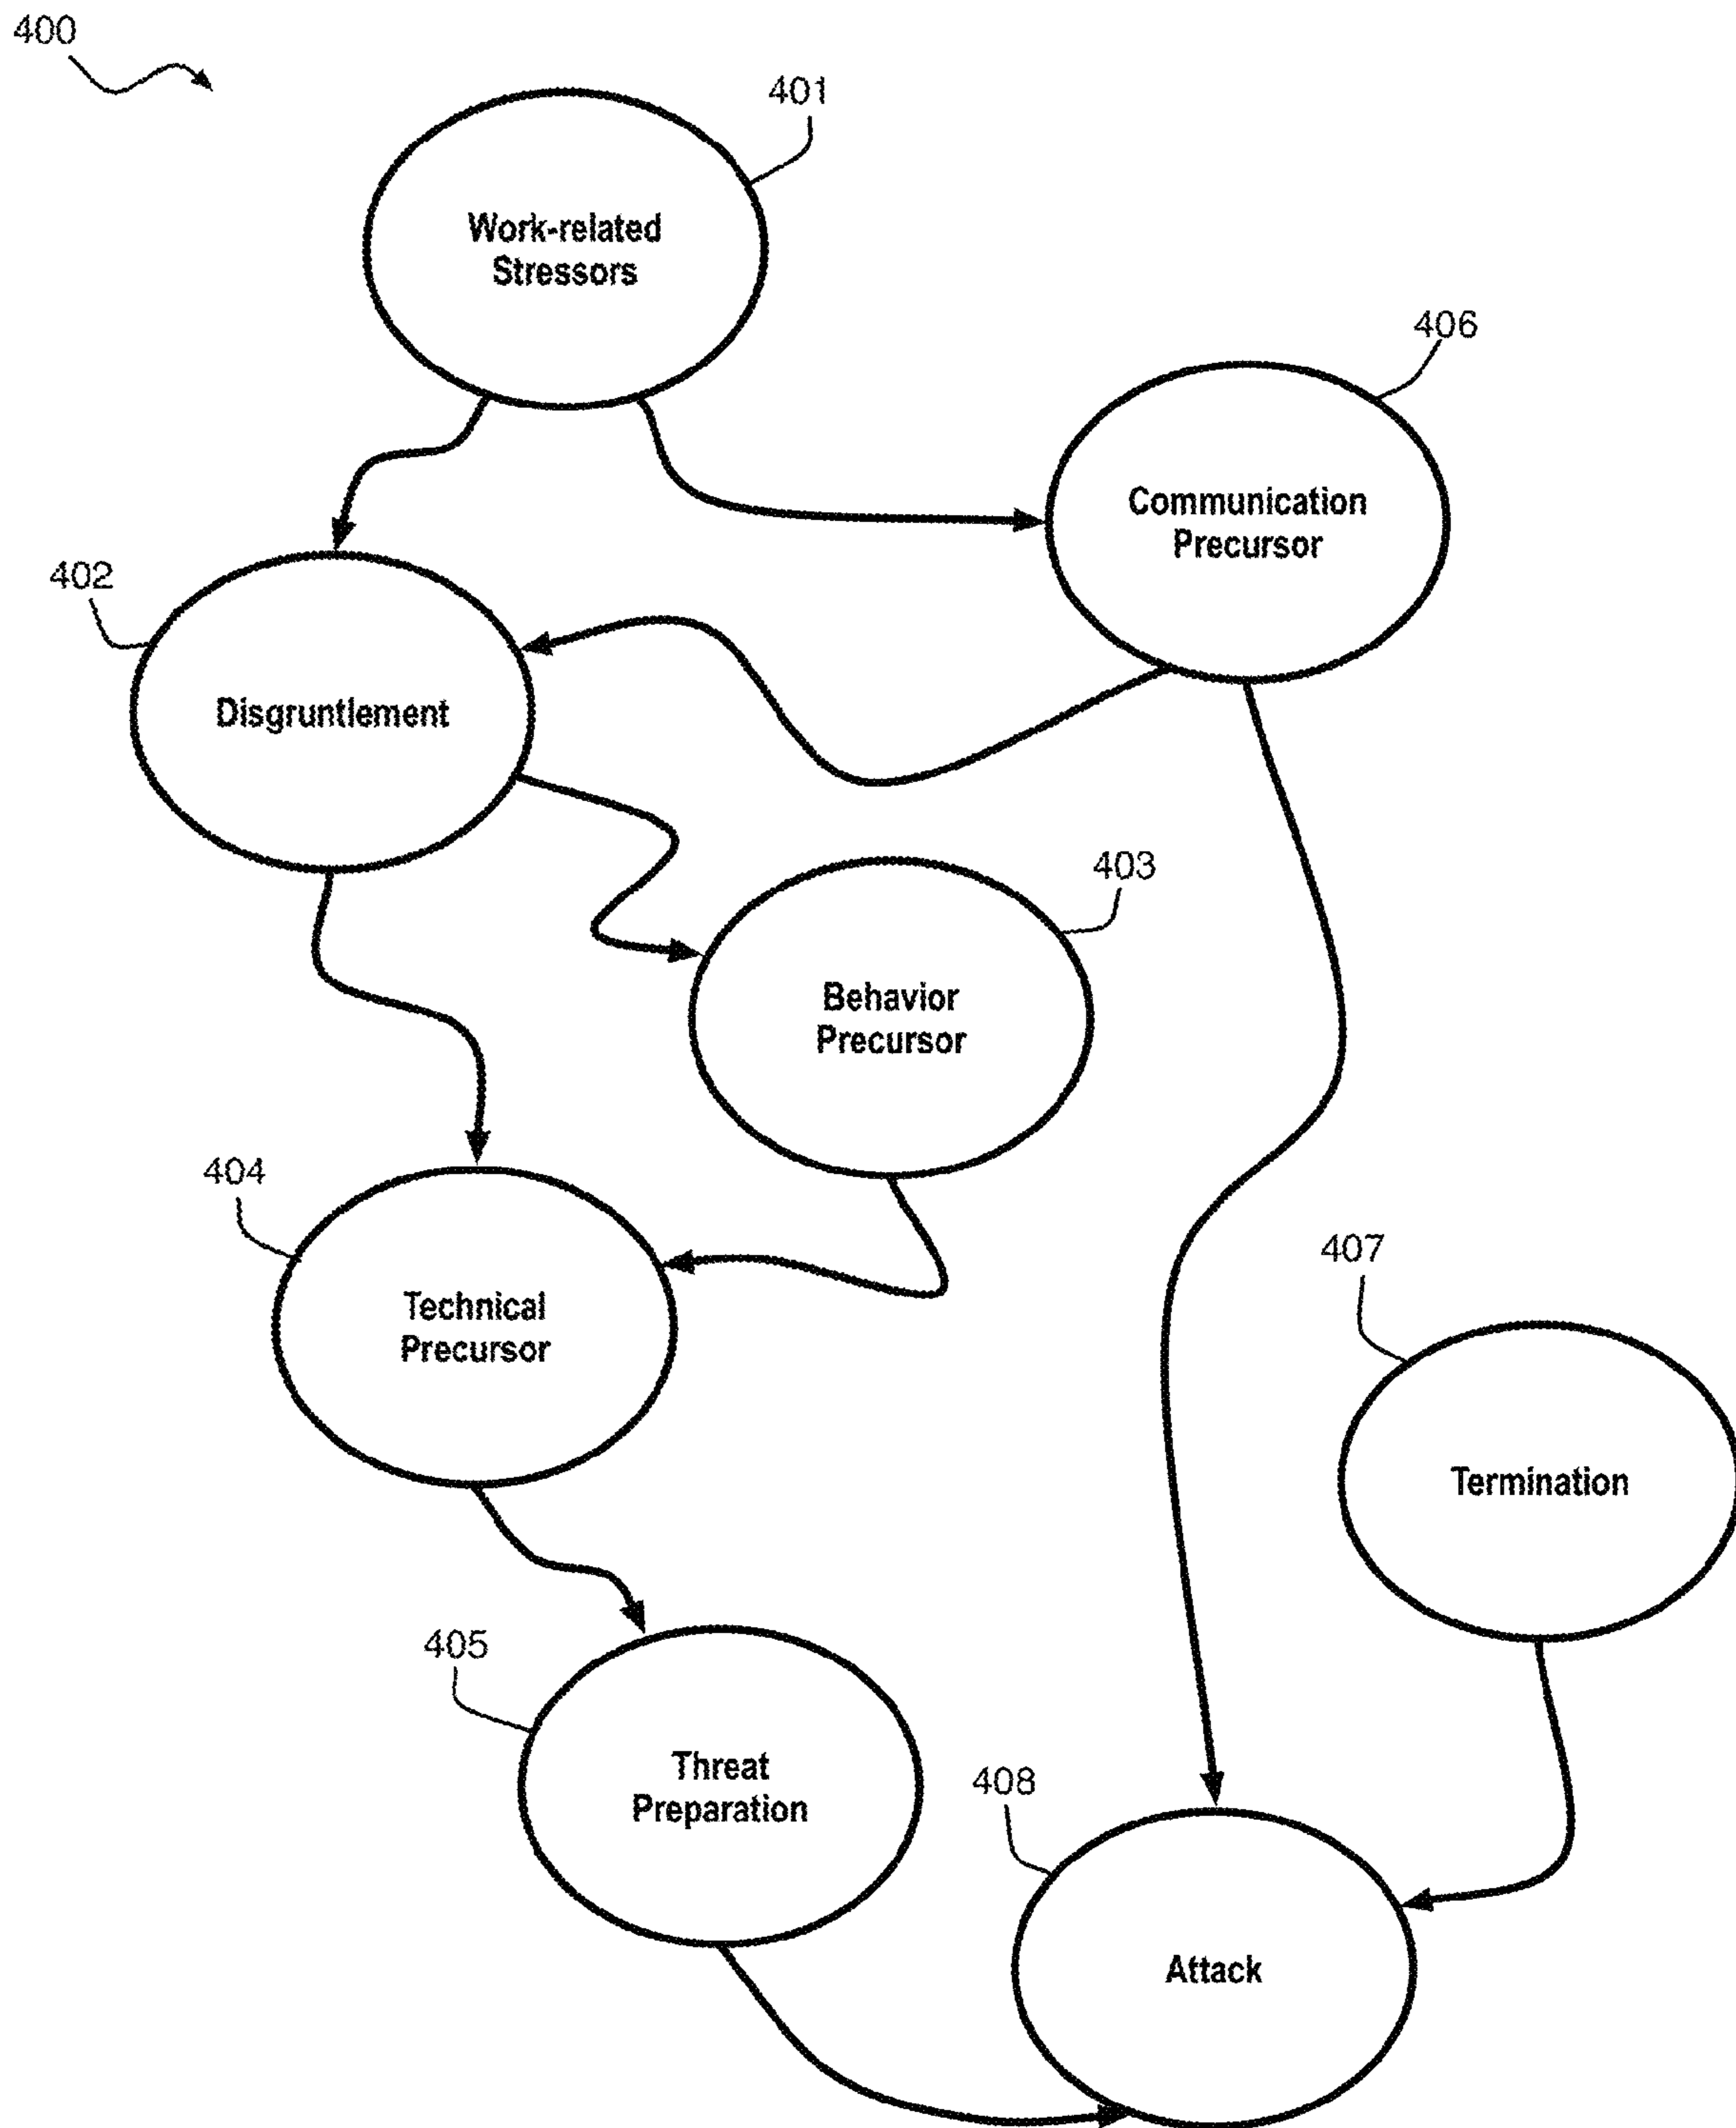 400
401
Work-related
Stressors
406
Communication
Precursor
402
Disgruntlement
403
Behavior
Precursor
404
Technical
Precursor
407
Termination
405
Threat
Preparation
408
Attack